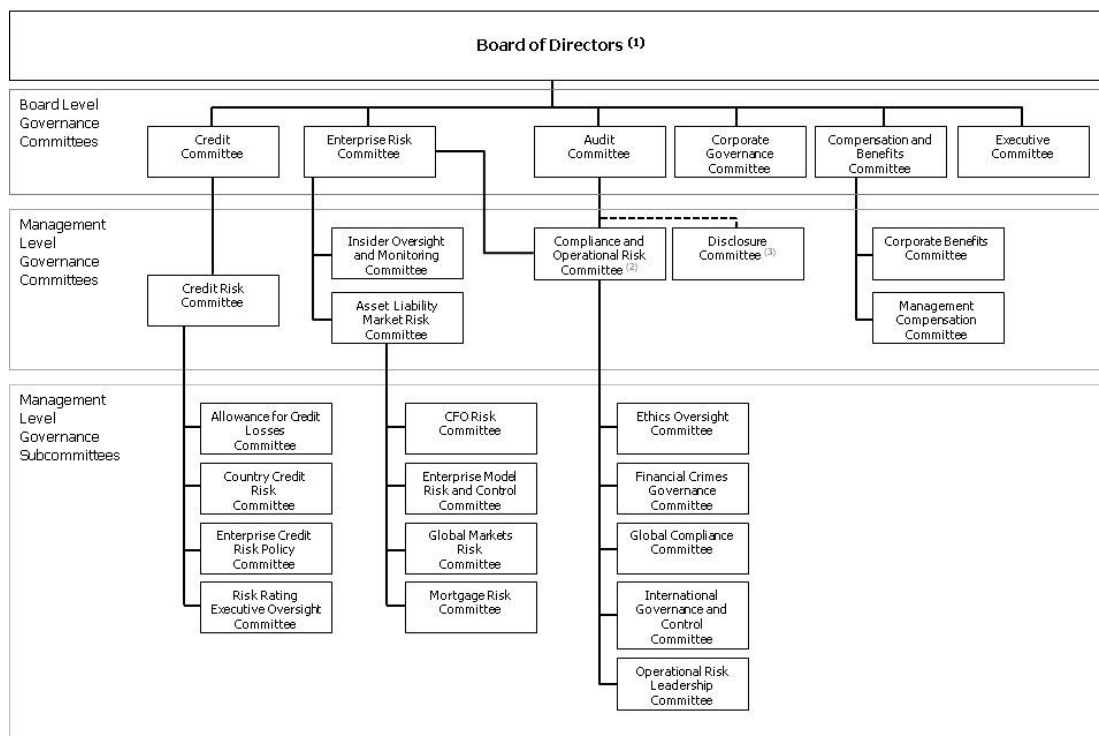 Board of Directors (1)
Board Level
Governance
Committees
Credit
Committee
Enterprise Risk
Committee
Audit
Committee
Corporate
Governance
Committee
Compensation and
Benefits
Committee
Executive
Committee
Management
Level
Governance
Committees
Insider Oversight
and Monitoring
Committee
Compliance and
Operational Risk
Committee (2)
Disclosure
Committee (3)
Corporate Benefits
Committee
Credit Risk
Committee
Asset Liability
Market Risk
Committee
Management
Compensation
Committee
Management
Level
Governance
Subcommittees
Allowance for Credit
Losses
Committee
CFO Risk
Committee
Ethics Oversight
Committee
Country Credit
Risk
Committee
Enterprise Model
Risk and Control
Committee
Financial Crimes
Governance
Committee
Enterprise Credit
Risk Policy
Committee
Global Markets
Risk
Committee
Global Compliance
Committee
Risk Rating
Executive Oversight
Committee
Mortgage Risk
Committee
International
Governance and
Control
Committee
Operational Risk
Leadership
Committee